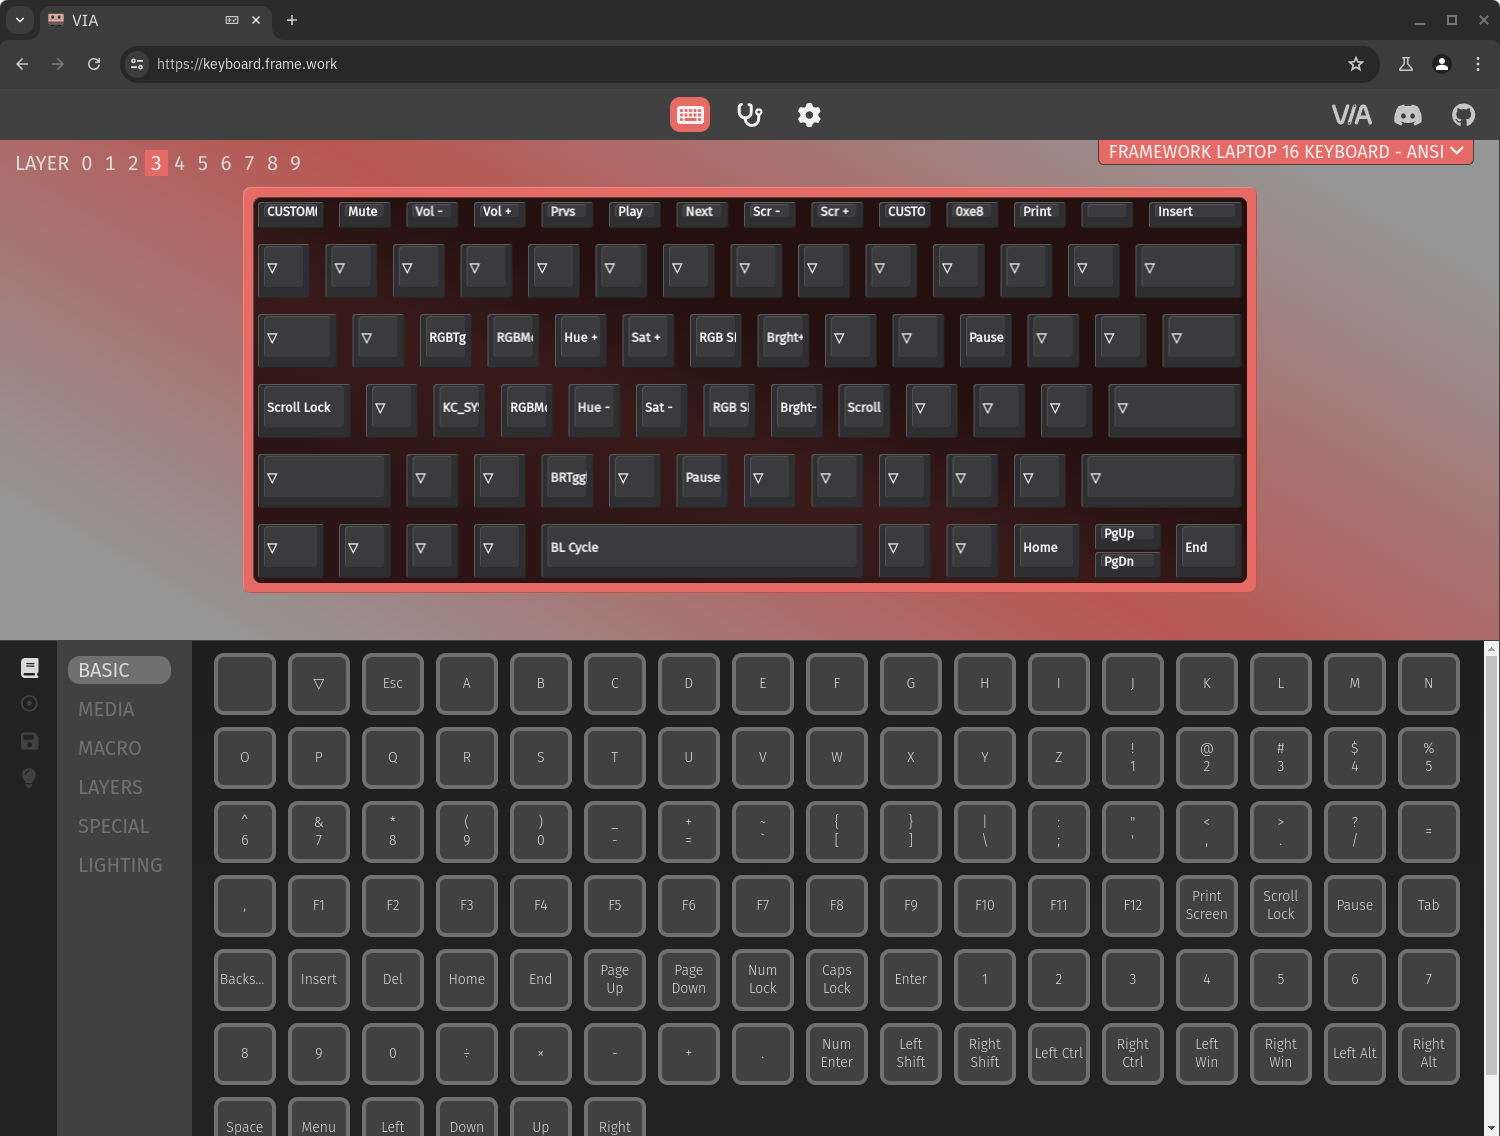 VIA
https://keyboard.frame.work
VIA
LAYER 0 1 2 3 4 5 6 7 8 9
FRAMEWORK LAPTOP 16 KEYBOARD - ANSI
CUSTOM( Mute Vol - Vol + Prvs Play Next Scr - Scr + CUSTO 0xe8 Print Insert
▽ ▽ ▽ ▽ ▽ ▽ ▽ ▽ ▽ ▽ ▽ ▽ ▽ ▽
▽ ▽ RGBTg RGBMo Hue + Sat + RGB SI Brght+ ▽ ▽ Pause ▽ ▽ ▽
Scroll Lock ▽ KC_SY: RGBMo Hue - Sat - RGB SI Brght- Scroll ▽ ▽ ▽ ▽
▽ ▽ ▽ BRTggl ▽ Pause ▽ ▽ ▽ ▽ ▽ ▽
▽ ▽ ▽ ▽ BL Cycle ▽ ▽ Home PgUp End
PgDn
BASIC
MEDIA
MACRO
LAYERS
SPECIAL
LIGHTING
▽ Esc A B C D E F G H I J K L M N
O P Q R S T U V W X Y Z ! @ # $ %
1 2 3 4 5
^ & * ( ) _ + ~ { } | : " < > ? =
6 7 8 9 0 - = ` [ ] \ ; ' , . /
, F1 F2 F3 F4 F5 F6 F7 F8 F9 F10 F11 F12 Print Scroll Pause Tab
Screen Lock
Backs... Insert Del Home End Page Page Num Caps Enter 1 2 3 4 5 6 7
Up Down Lock Lock
8 9 0 ÷ × - + . Num Left Right Left Ctrl Right Left Right Left Alt Right
Enter Shift Shift Ctrl Win Win Alt
Space Menu Left Down Up Right